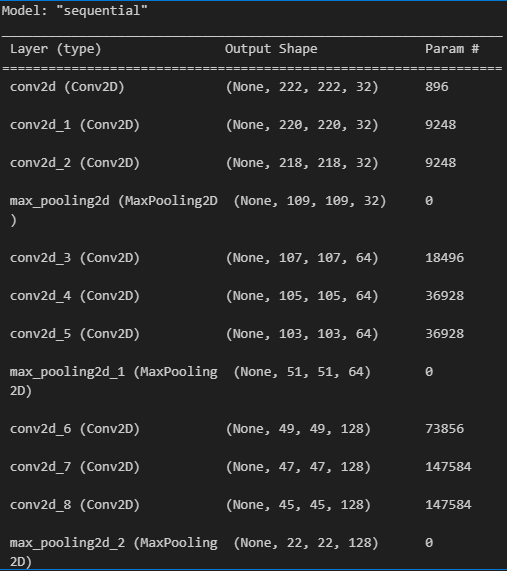 Model: "sequential"
Layer (type) Output Shape Param #
conv2d (Conv2D) (None, 222, 222, 32) 896
conv2d_1 (Conv2D) (None, 220, 220, 32) 9248
conv2d_2 (Conv2D) (None, 218, 218, 32) 9248
max_pooling2d (MaxPooling2D (None, 109, 109, 32) 0
)
conv2d_3 (Conv2D) (None, 107, 107, 64) 18496
conv2d_4 (Conv2D) (None, 105, 105, 64) 36928
conv2d_5 (Conv2D) (None, 103, 103, 64) 36928
max_pooling2d_1 (MaxPooling (None, 51, 51, 64) 0
2D)
conv2d_6 (Conv2D) (None, 49, 49, 128) 73856
conv2d_7 (Conv2D) (None, 47, 47, 128) 147584
conv2d_8 (Conv2D) (None, 45, 45, 128) 147584
max_pooling2d_2 (MaxPooling (None, 22, 22, 128) 0
2D)